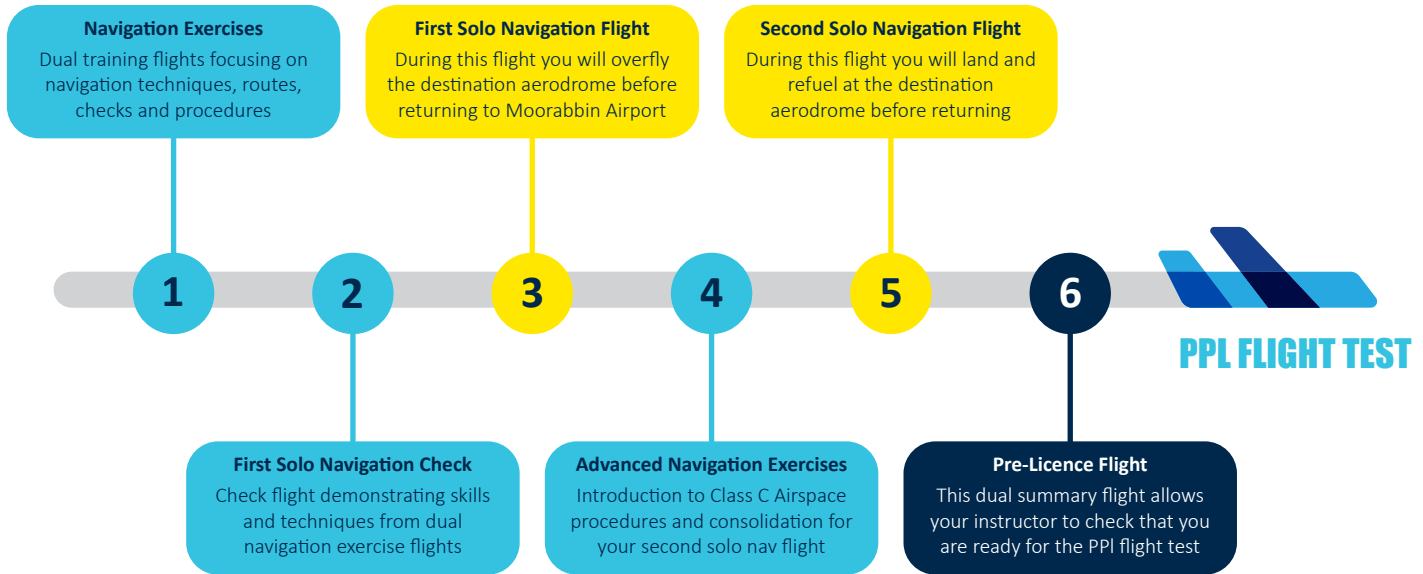 Navigation Exercises
Dual training flights focusing on
navigation techniques, routes,
checks and procedures
First Solo Navigation Flight
During this flight you will overfly
the destination aerodrome before
returning to Moorabbin Airport
Second Solo Navigation Flight
During this flight you will land and
refuel at the destination
aerodrome before returning
1
2
3
4
5
6
PPL FLIGHT TEST
First Solo Navigation Check
Check flight demonstrating skills
and techniques from dual
navigation exercise flights
Advanced Navigation Exercises
Introduction to Class C Airspace
procedures and consolidation for
your second solo nav flight
Pre-Licence Flight
This dual summary flight allows
your instructor to check that you
are ready for the PPl flight test